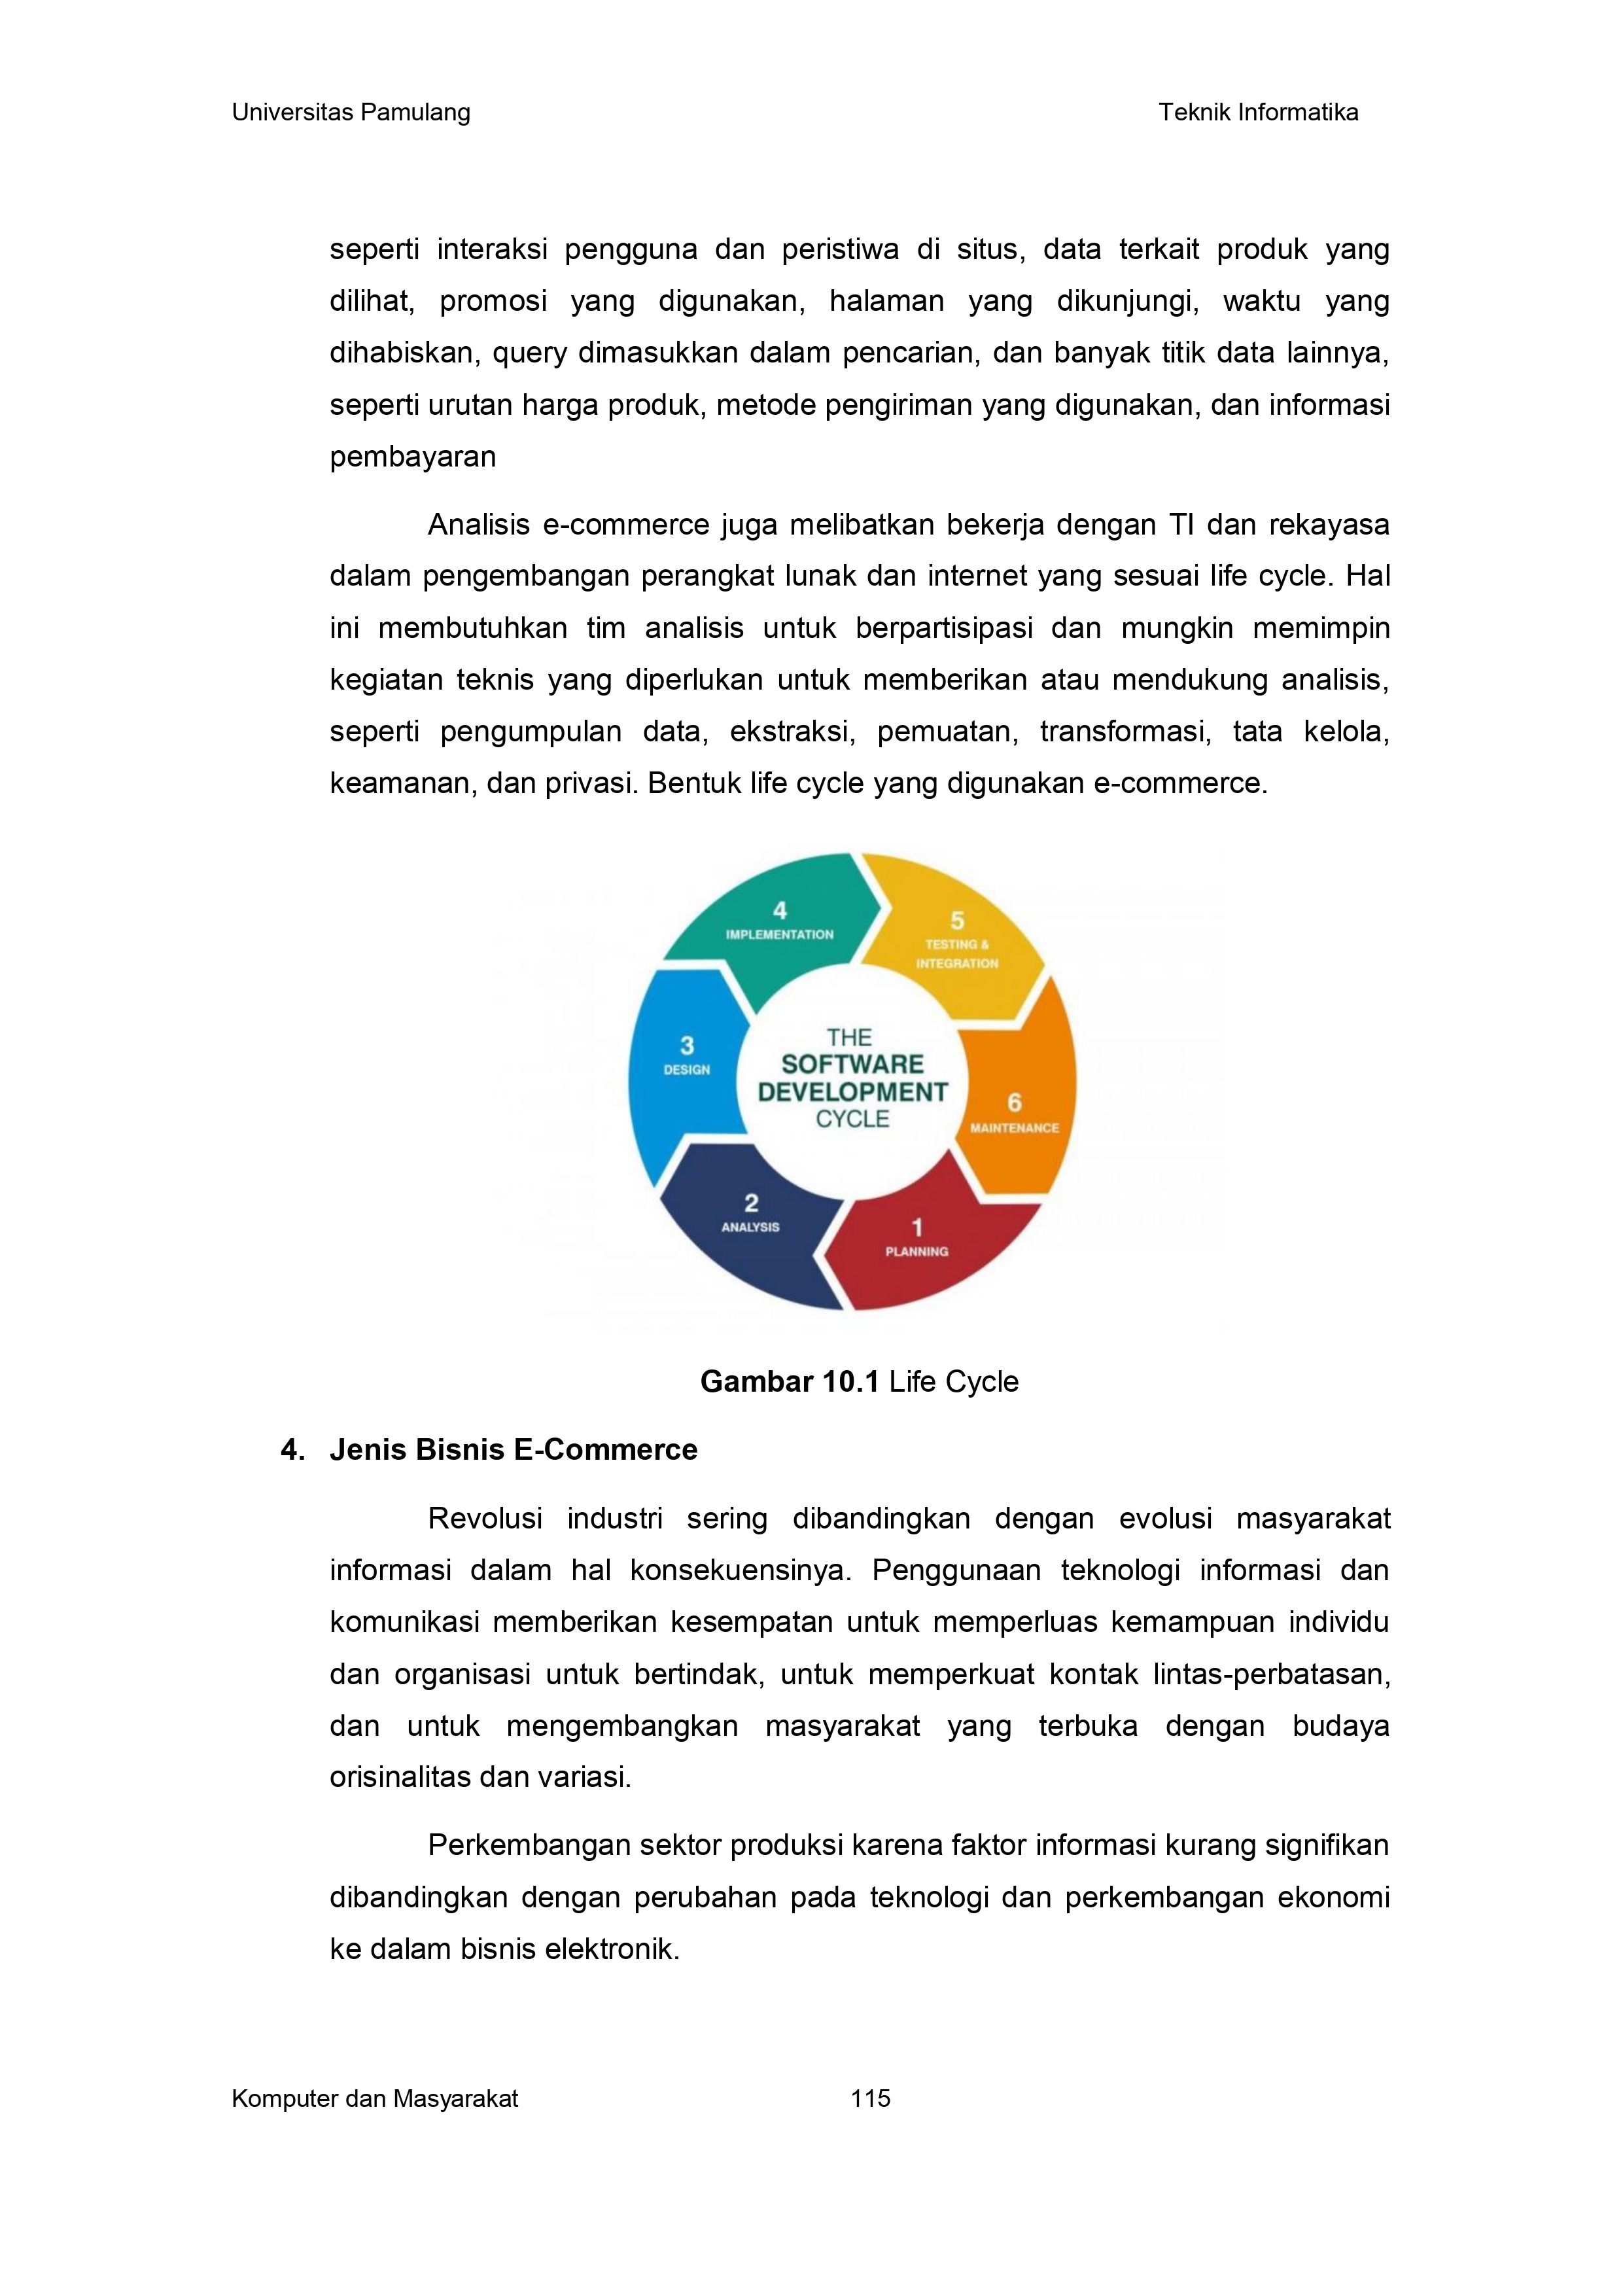 Universitas Pamulang Teknik Informatika
seperti interaksi pengguna dan peristiwa di situs, data terkait produk yang
dilihat, promosi yang digunakan, halaman yang dikunjungi, waktu yang
dihabiskan, query dimasukkan dalam pencarian, dan banyak titik data lainnya,
seperti urutan harga produk, metode pengiriman yang digunakan, dan informasi
pembayaran
Analisis e-commerce juga melibatkan bekerja dengan TI dan rekayasa
dalam pengembangan perangkat lunak dan internet yang sesuai life cycle. Hal
ini membutuhkan tim analisis untuk berpartisipasi dan mungkin memimpin
kegiatan teknis yang diperlukan untuk memberikan atau mendukung analisis,
seperti pengumpulan data, ekstraksi, pemuatan, transformasi, tata kelola,
keamanan, dan privasi. Bentuk life cycle yang digunakan e-commerce.
4
IMPLEMENTATION
5
TESTING &
INTEGRATION
3
DESIGN
THE
SOFTWARE
DEVELOPMENT
CYCLE
6
MAINTENANCE
2
ANALYSIS
1
PLANNING
Gambar 10.1 Life Cycle
4. Jenis Bisnis E-Commerce
Revolusi industri sering dibandingkan dengan evolusi masyarakat
informasi dalam hal konsekuensinya. Penggunaan teknologi informasi dan
komunikasi memberikan kesempatan untuk memperluas kemampuan individu
dan organisasi untuk bertindak, untuk memperkuat kontak lintas-perbatasan,
dan untuk mengembangkan masyarakat yang terbuka dengan budaya
orisinalitas dan variasi.
Perkembangan sektor produksi karena faktor informasi kurang signifikan
dibandingkan dengan perubahan pada teknologi dan perkembangan ekonomi
ke dalam bisnis elektronik.
Komputer dan Masyarakat 115